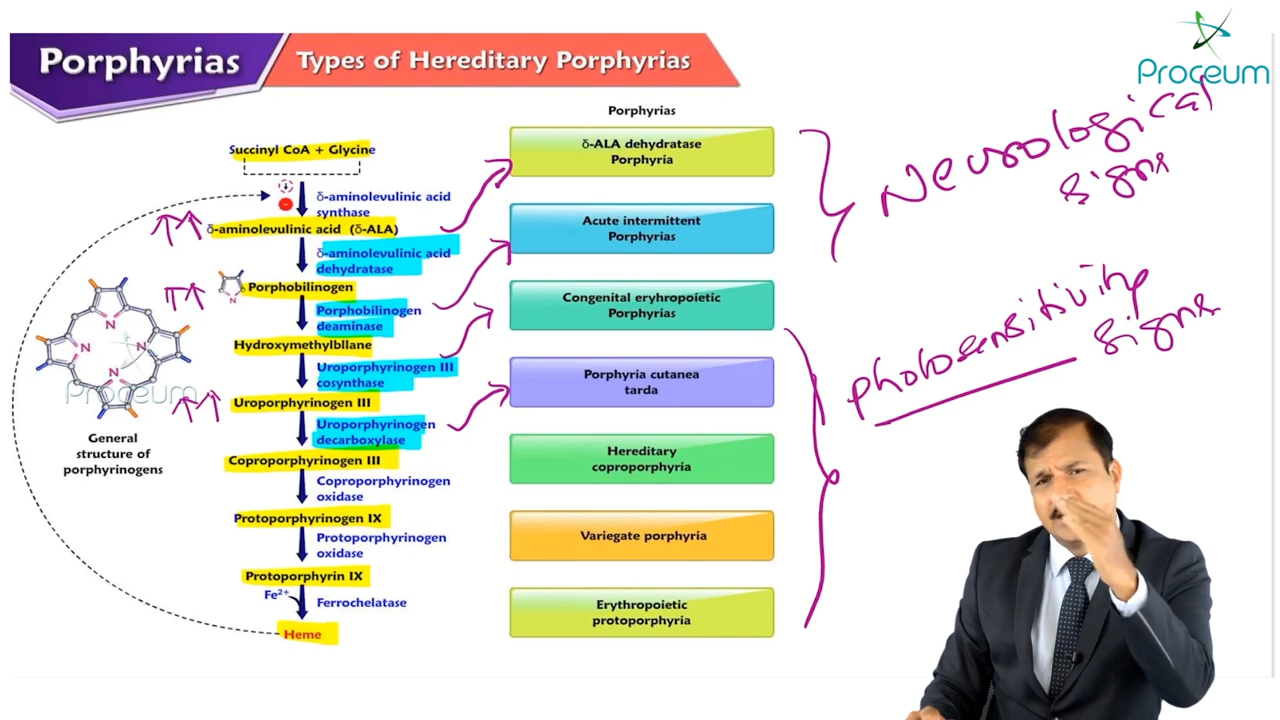 Porphyrias
Types of Hereditary Porphyrias
Proceum
Succinyl CoA + Glycine
δ-aminolevulinic acid
synthase
δ-aminolevulinic acid (δ-ALA)
δ-aminolevulinic acid
dehydratase
Porphobilinogen
Porphobilinogen
deaminase
Hydroxymethylbllane
Uroporphyrinogen III
cosynthase
Uroporphyrinogen III
Uroporphyrinogen
decarboxylase
Coproporphyrinogen III
Coproporphyrinogen
oxidase
Protoporphyrinogen IX
Protoporphyrinogen
oxidase
Protoporphyrin IX
Fe²⁺
Ferrochelatase
Heme
N
N
N
N
N
Proceum
General
structure of
porphyrinogens
Porphyrias
δ-ALA dehydratase
Porphyria
Acute intermittent
Porphyrias
Congenital eryhropoietic
Porphyrias
Porphyria cutanea
tarda
Hereditary
coproporphyria
Variegate porphyria
Erythropoietic
protoporphyria
Neurological
signs
photosensitivity
signs